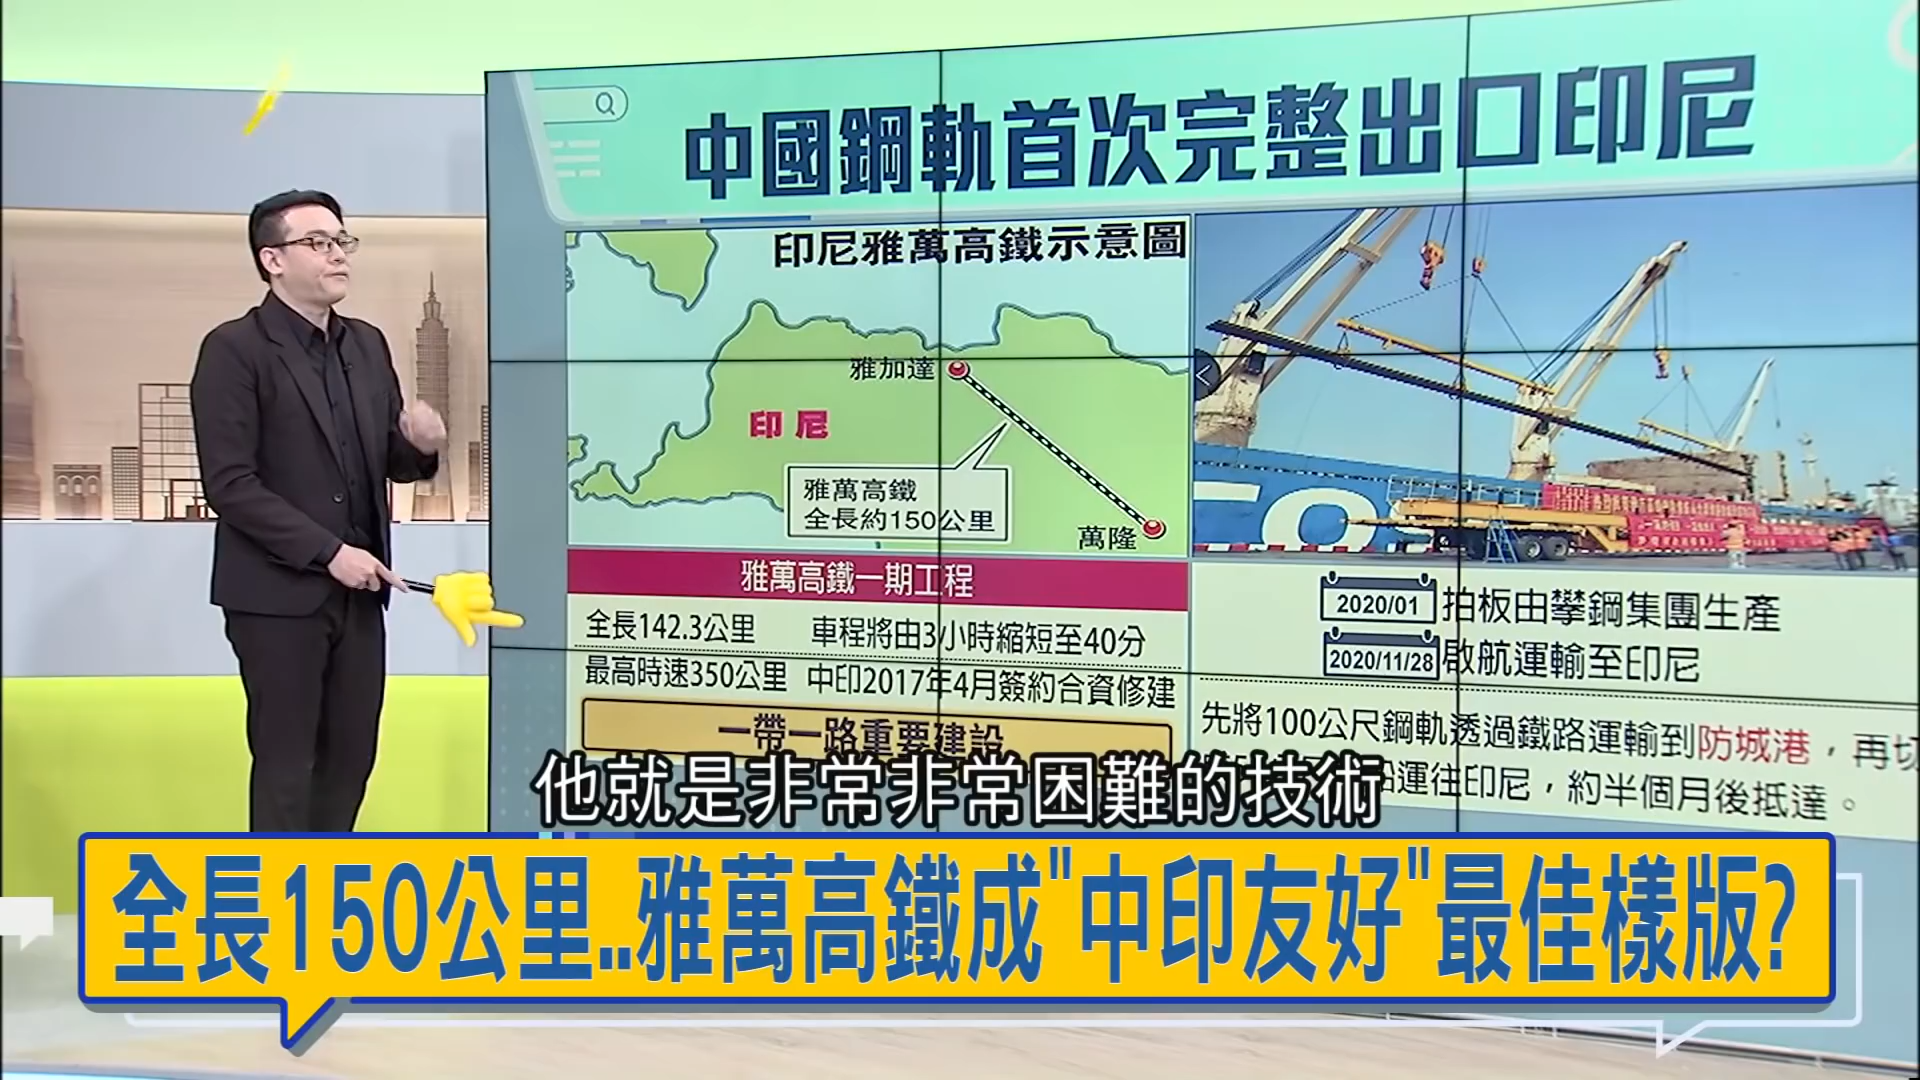 中國鋼軌首次完整出口印尼
印尼雅萬高鐵示意圖
雅加達
印尼
雅萬高鐵
全長約150公里
萬隆
雅萬高鐵一期工程
全長142.3公里 車程將由3小時縮短至40分
最高時速350公里 中印2017年4月簽約合資修建
一帶一路重要建設
2020/01 拍板由攀鋼集團生產
2020/11/28 啟航運輸至印尼
先將100公尺鋼軌透過鐵路運輸到防城港，再切
船運往印尼，約半個月後抵達。
他就是非常非常困難的技術
全長150公里..雅萬高鐵成"中印友好"最佳樣版?